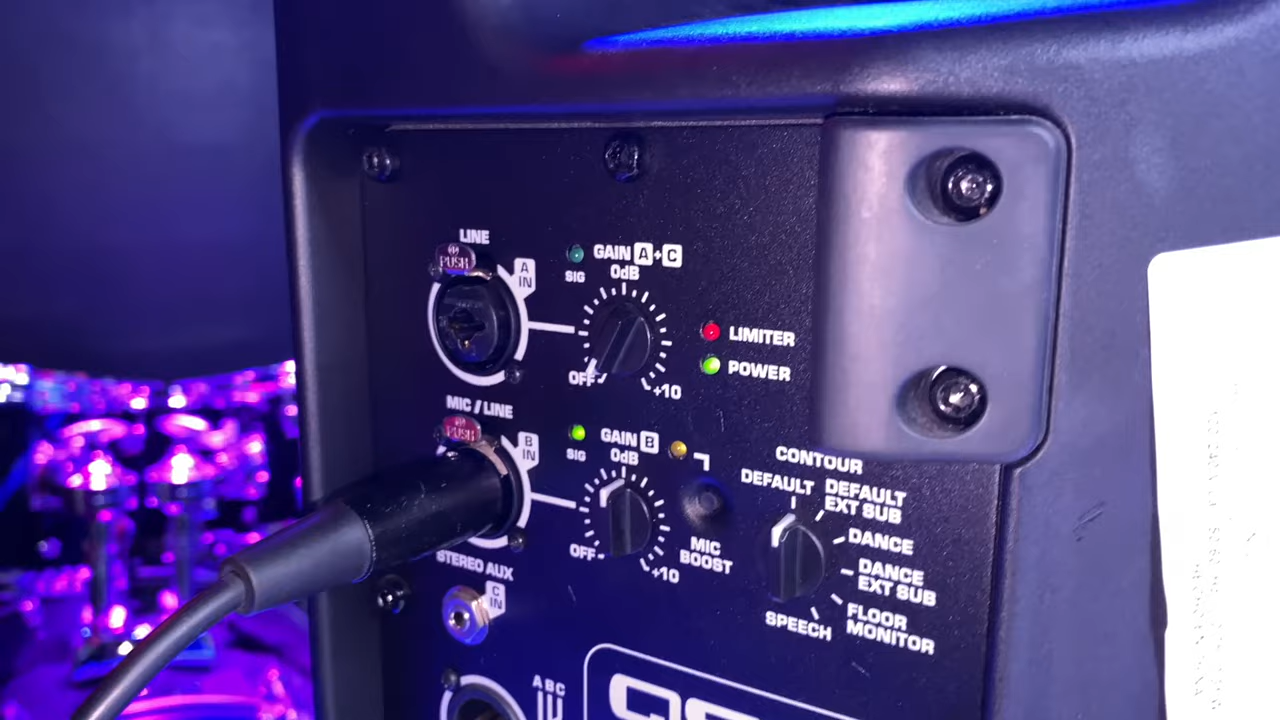 LINE
PUSH
A
IN
SIG
GAIN A+C
0dB
OFF
+10
LIMITER
POWER
MIC / LINE
PUSH
B
IN
SIG
GAIN B
0dB
OFF
+10
MIC
BOOST
CONTOUR
DEFAULT
DEFAULT
EXT SUB
DANCE
DANCE
EXT SUB
FLOOR
MONITOR
SPEECH
STEREO AUX
C
IN
A B C